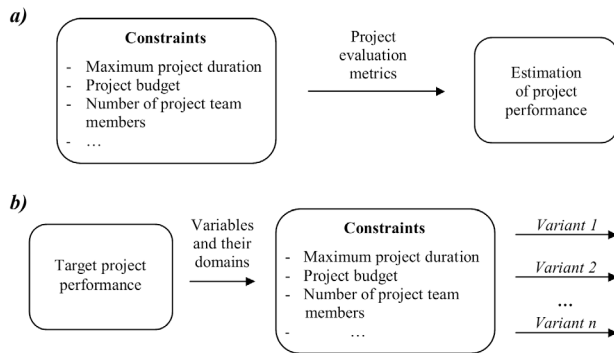 a)
Constraints
- Maximum project duration
- Project budget
- Number of project team
members
- …
Project
evaluation
metrics
Estimation
of project
performance
b)
Target project
performance
Variables
and their
domains
Constraints
- Maximum project duration
- Project budget
- Number of project team
members
- …
Variant 1
Variant 2
...
Variant n